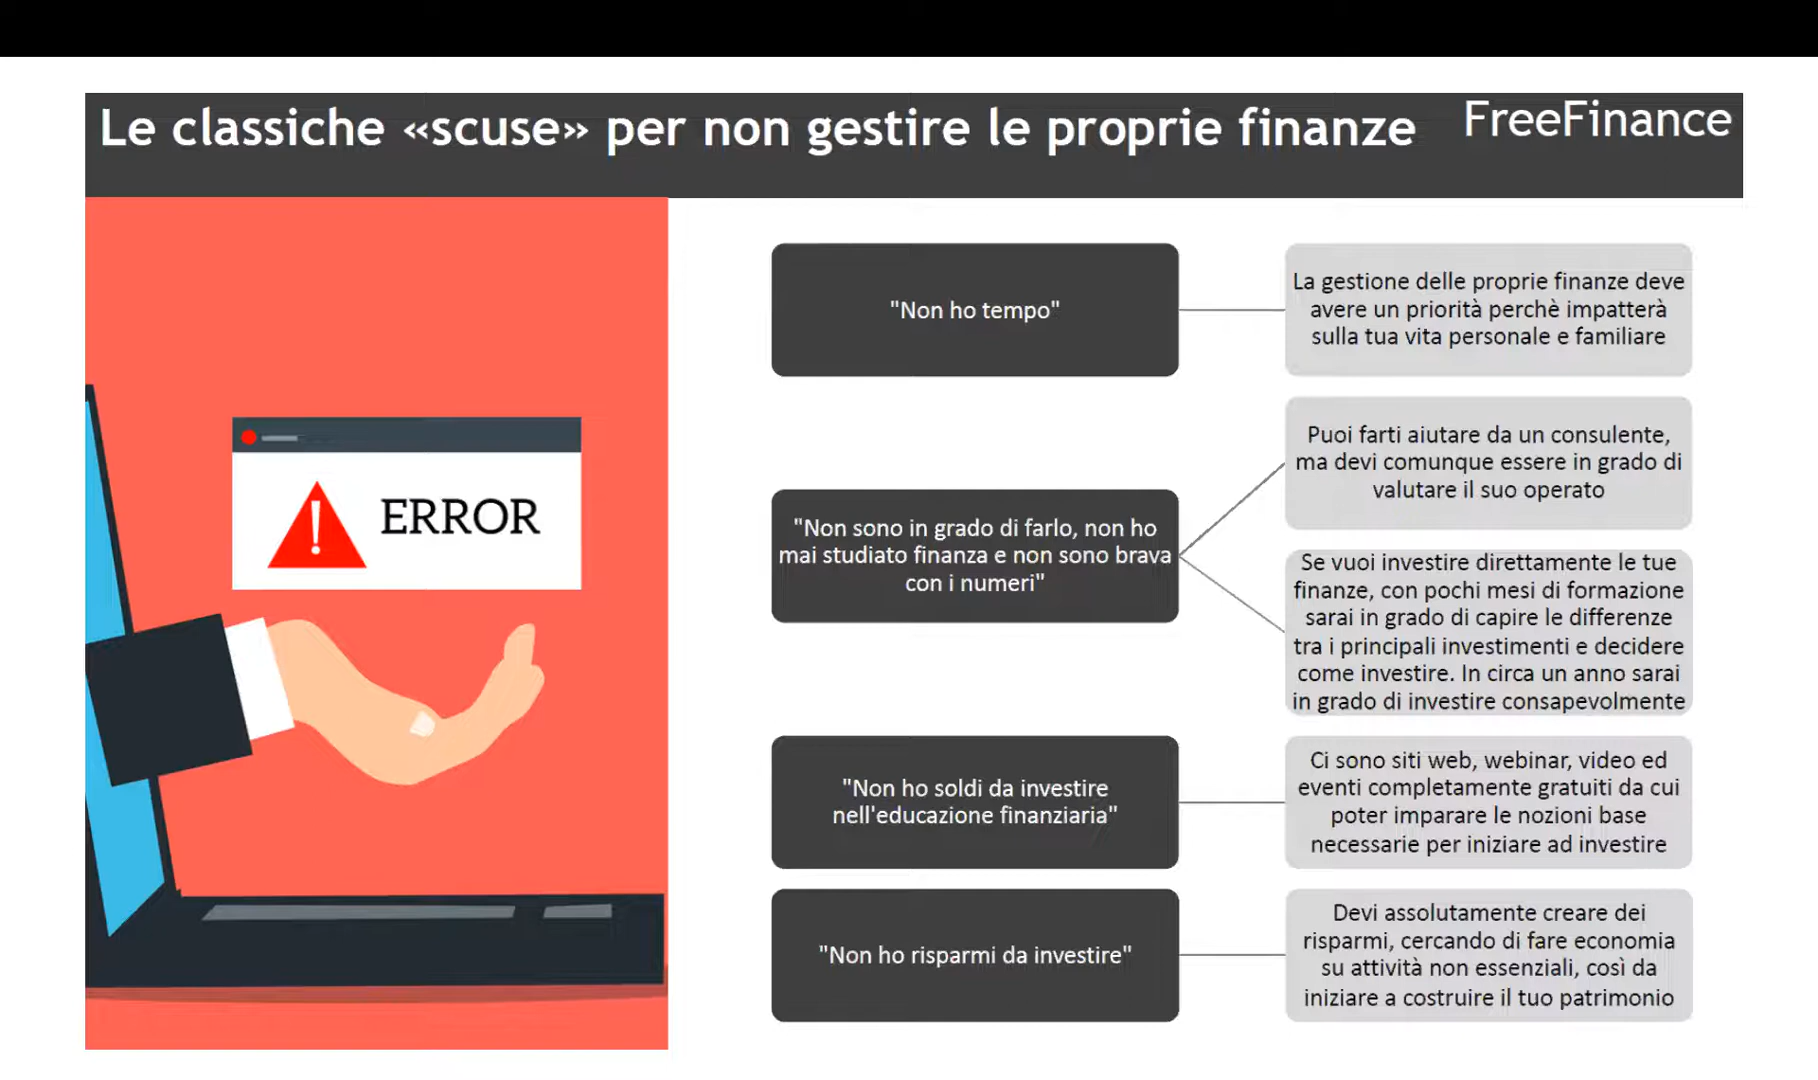 Le classiche «scuse» per non gestire le proprie finanze
FreeFinance
ERROR
"Non ho tempo"
La gestione delle proprie finanze deve
avere un priorità perchè impatterà
sulla tua vita personale e familiare
"Non sono in grado di farlo, non ho
mai studiato finanza e non sono brava
con i numeri"
Puoi farti aiutare da un consulente,
ma devi comunque essere in grado di
valutare il suo operato
Se vuoi investire direttamente le tue
finanze, con pochi mesi di formazione
sarai in grado di capire le differenze
tra i principali investimenti e decidere
come investire. In circa un anno sarai
in grado di investire consapevolmente
"Non ho soldi da investire
nell'educazione finanziaria"
Ci sono siti web, webinar, video ed
eventi completamente gratuiti da cui
poter imparare le nozioni base
necessarie per iniziare ad investire
"Non ho risparmi da investire"
Devi assolutamente creare dei
risparmi, cercando di fare economia
su attività non essenziali, così da
iniziare a costruire il tuo patrimonio